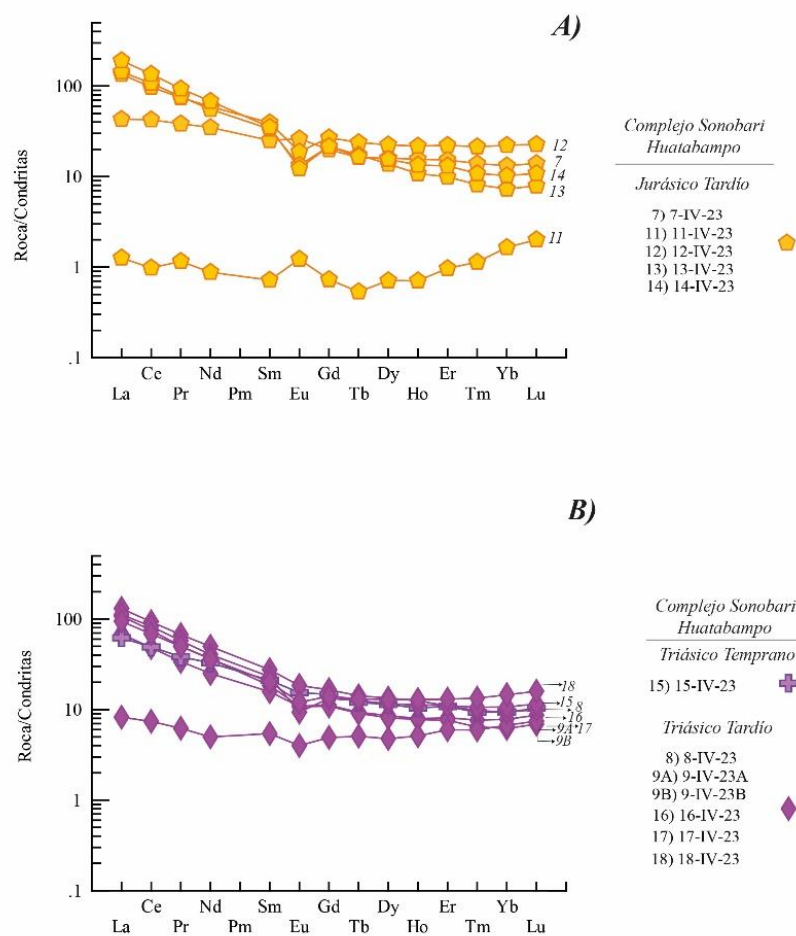 A)
100
10
1
.1
Roca/Condritas
La
Ce
Pr
Nd
Pm
Sm
Eu
Gd
Tb
Dy
Ho
Er
Tm
Yb
Lu
12
7
14
13
11
Complejo Sonobari
Huatabampo
Jurásico Tardío
7) 7-IV-23
11) 11-IV-23
12) 12-IV-23
13) 13-IV-23
14) 14-IV-23
B)
100
10
1
.1
Roca/Condritas
La
Ce
Pr
Nd
Pm
Sm
Eu
Gd
Tb
Dy
Ho
Er
Tm
Yb
Lu
18
15
8
16
9A 17
9B
Complejo Sonobari
Huatabampo
Triásico Temprano
15) 15-IV-23
Triásico Tardío
8) 8-IV-23
9A) 9-IV-23A
9B) 9-IV-23B
16) 16-IV-23
17) 17-IV-23
18) 18-IV-23